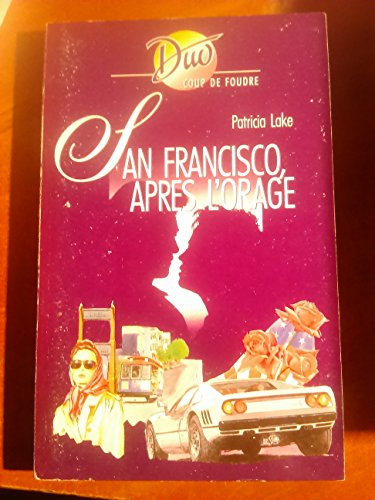 Duo
COUP DE FOUDRE
Patricia Lake
SAN FRANCISCO,
APRES L'ORAGE